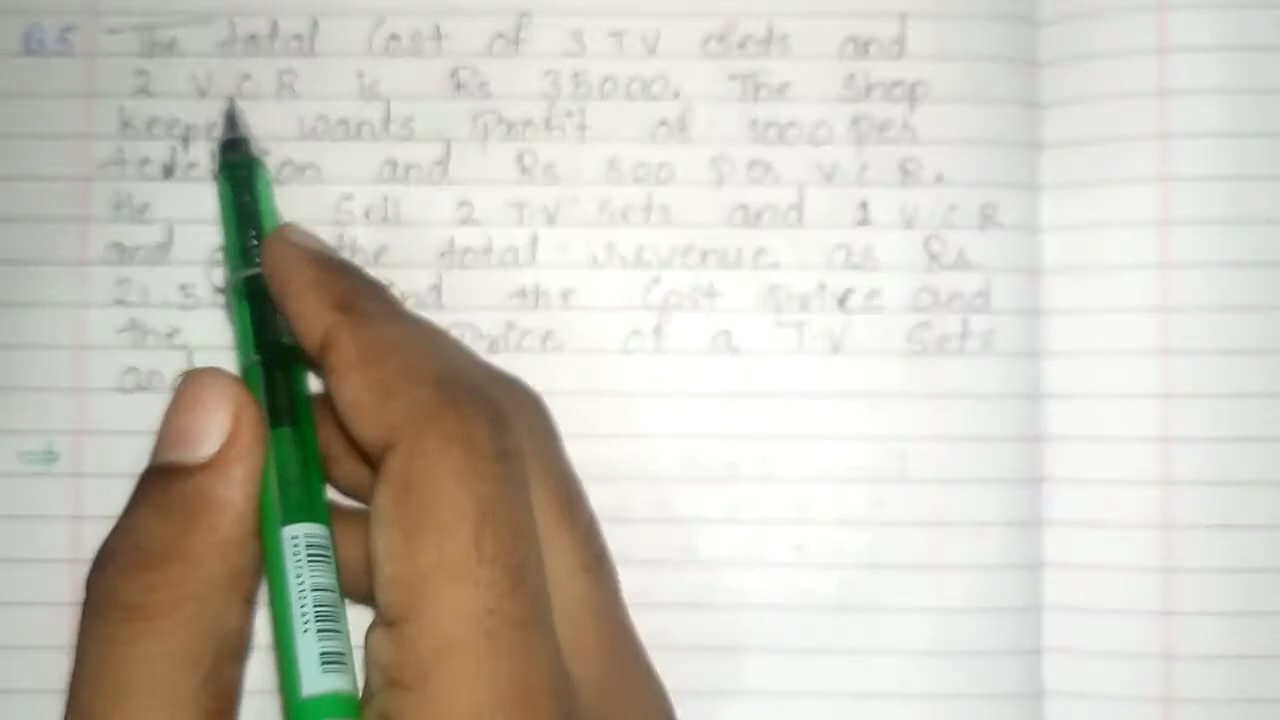 Q.5 The total Cost of 3 TV Sets and
2 V C R is Rs 35000. The Shop
keeper wants Profit of 1000 per
and Rs 500 per V C R.
He Sell 2 TV Sets and 1 V C R
and the total revenue as Rs
the Cost price and
the price of a T.V Sets